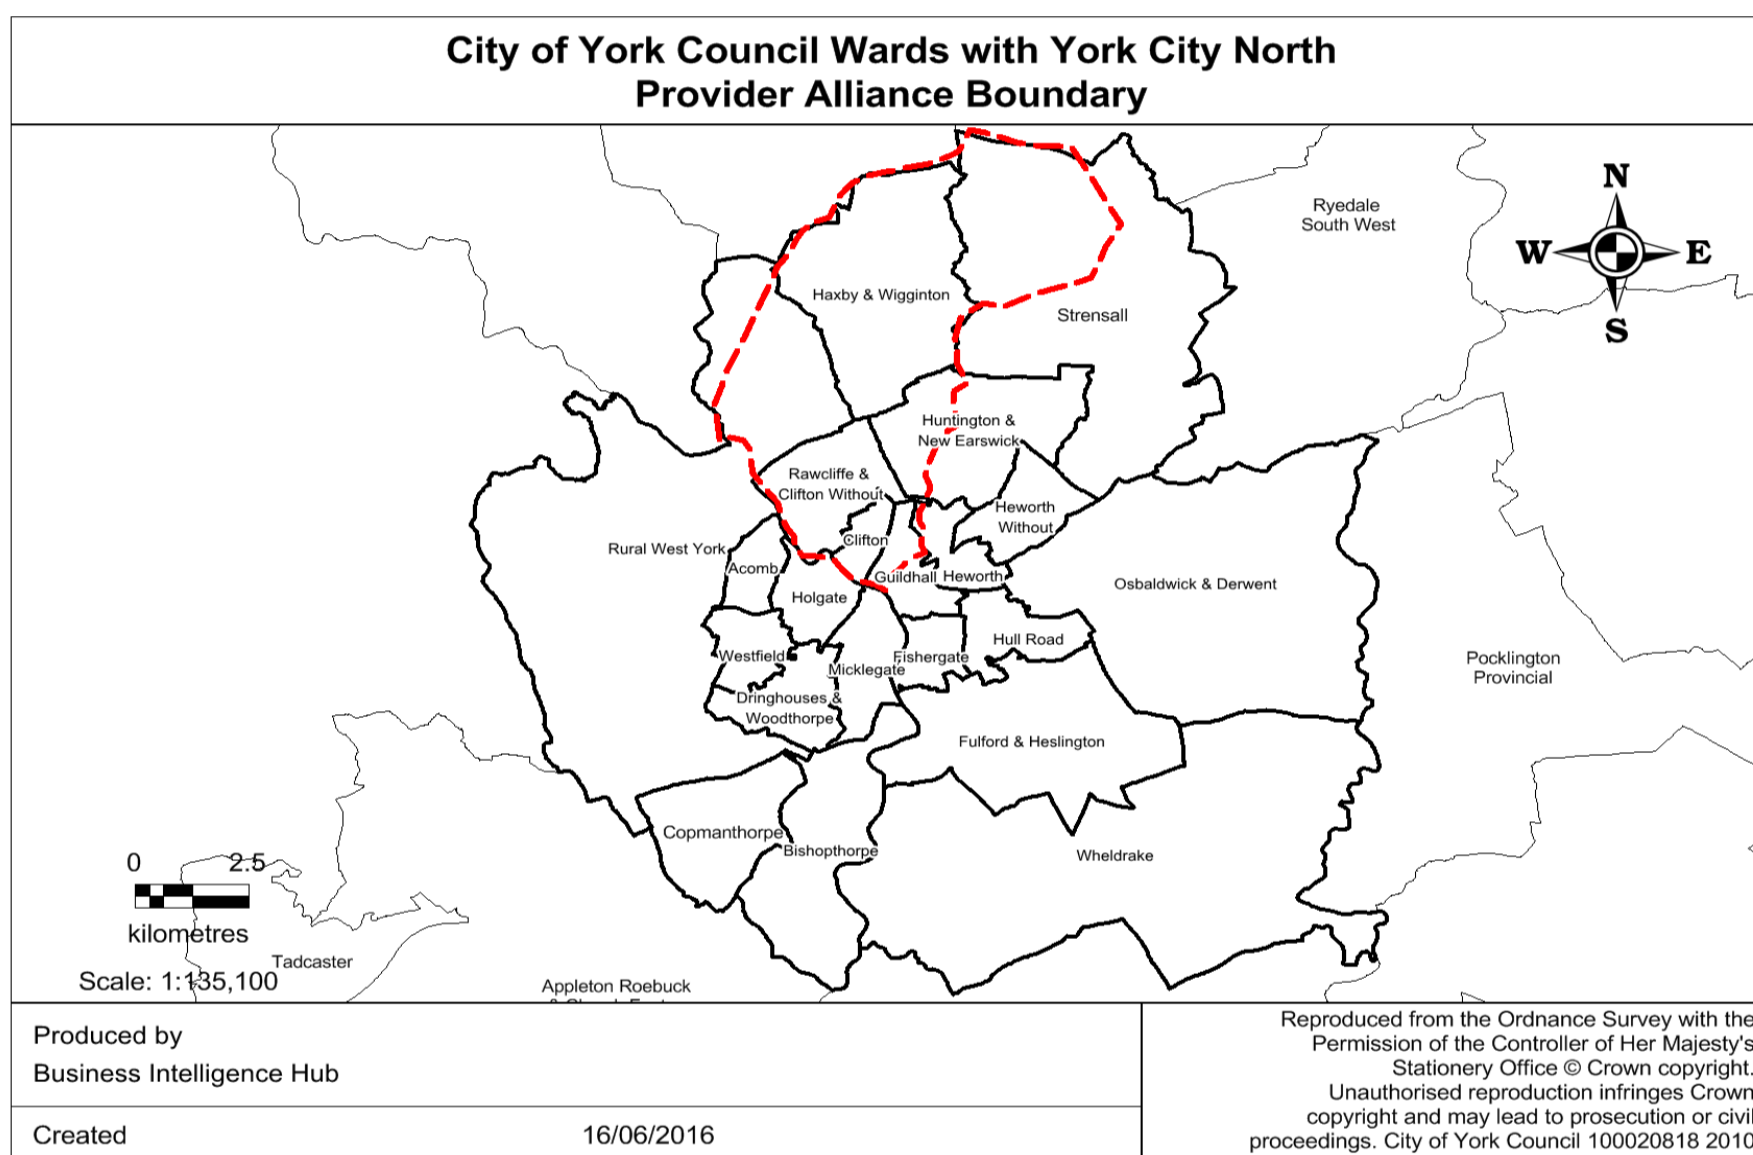 City of York Council Wards with York City North
Provider Alliance Boundary
N
W
E
S
Ryedale
South West
Haxby & Wigginton
Strensall
Huntington &
New Earswick
Rawcliffe &
Clifton Without
Heworth
Without
Rural West York
Clifton
Acomb
Guildhall
Heworth
Osbaldwick & Derwent
Holgate
Hull Road
Westfield
Fishergate
Micklegate
Pocklington
Provincial
Dringhouses &
Woodthorpe
Fulford & Heslington
Copmanthorpe
Bishopthorpe
Wheldrake
0 2.5
kilometres
Scale: 1:135,100
Tadcaster
Appleton Roebuck
Produced by
Business Intelligence Hub
Created 16/06/2016
Reproduced from the Ordnance Survey with the
Permission of the Controller of Her Majesty's
Stationery Office © Crown copyright.
Unauthorised reproduction infringes Crown
copyright and may lead to prosecution or civil
proceedings. City of York Council 100020818 2010